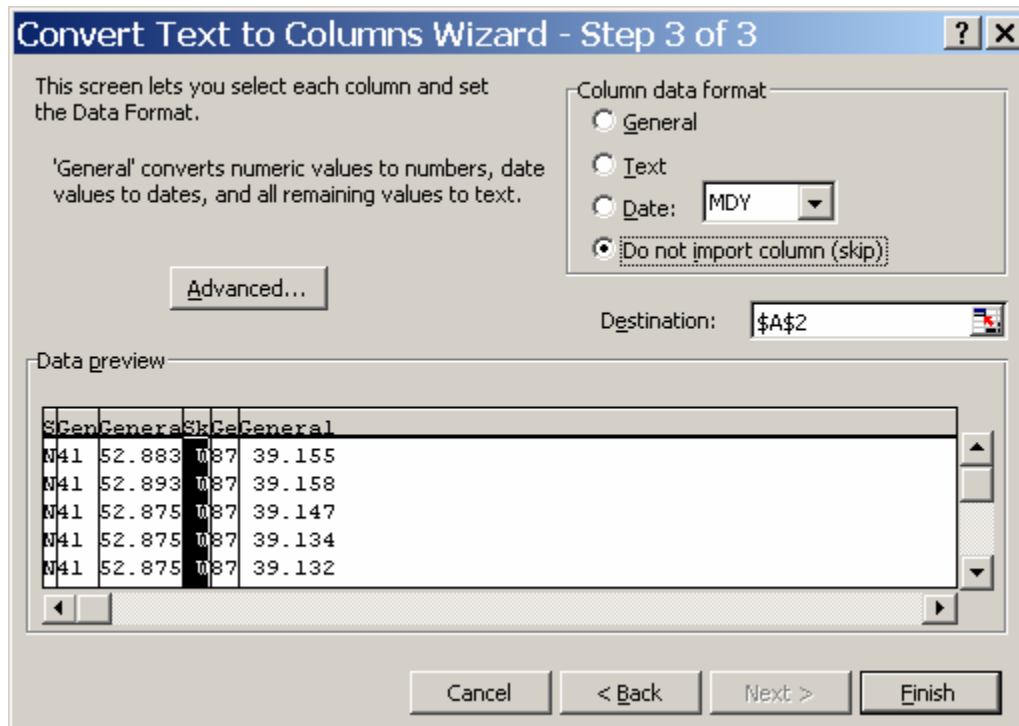 Convert Text to Columns Wizard - Step 3 of 3
This screen lets you select each column and set
the Data Format.
'General' converts numeric values to numbers, date
values to dates, and all remaining values to text.
Advanced...
Column data format
General
Text
Date: MDY
Do not import column (skip)
Destination: $A$2
Data preview
S Gen Genera Sk Ge General
N 41 52.883 W 87 39.155
N 41 52.893 W 87 39.158
N 41 52.875 W 87 39.147
N 41 52.875 W 87 39.134
N 41 52.875 W 87 39.132
Cancel < Back Next > Finish